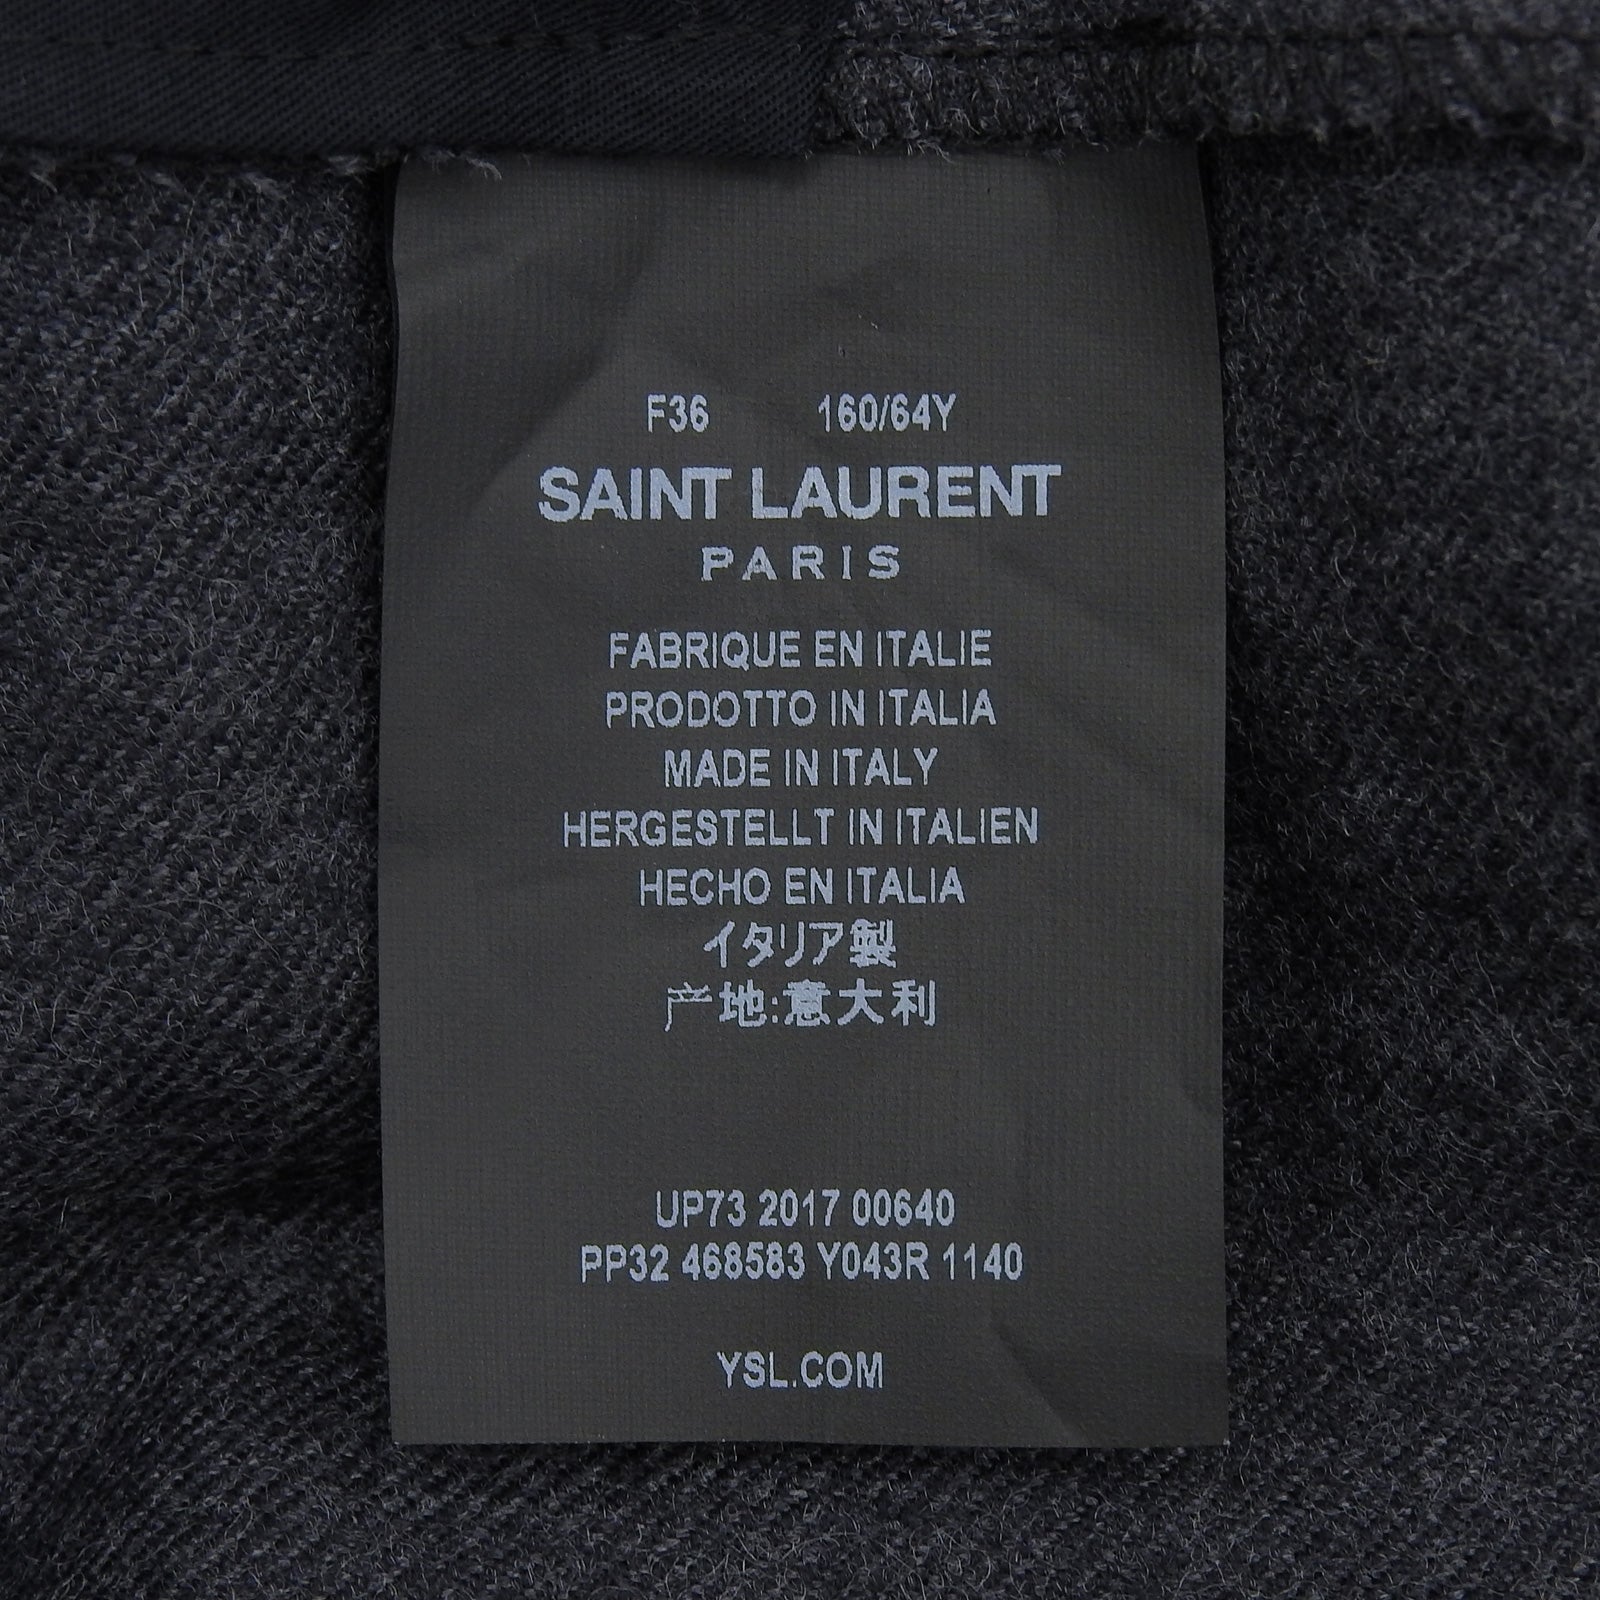 F36 160/64Y
SAINT LAURENT
PARIS
FABRIQUE EN ITALIE
PRODOTTO IN ITALIA
MADE IN ITALY
HERGESTELLT IN ITALIEN
HECHO EN ITALIA
イタリア製
产地:意大利
UP73 2017 00640
PP32 468583 Y043R 1140
YSL.COM